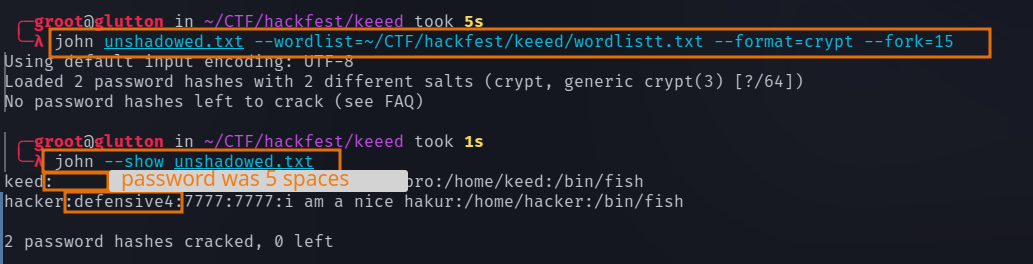 groot@glutton in ~/CTF/hackfest/keeed took 5s
λ john unshadowed.txt --wordlist=~/CTF/hackfest/keeed/wordlistt.txt --format=crypt --fork=15
Using default input encoding: UTF-8
Loaded 2 password hashes with 2 different salts (crypt, generic crypt(3) [?/64])
No password hashes left to crack (see FAQ)
groot@glutton in ~/CTF/hackfest/keeed took 1s
λ john --show unshadowed.txt
keed: password was 5 spaces pro:/home/keed:/bin/fish
hacker:defensive4:7777:7777:i am a nice hakur:/home/hacker:/bin/fish
2 password hashes cracked, 0 left